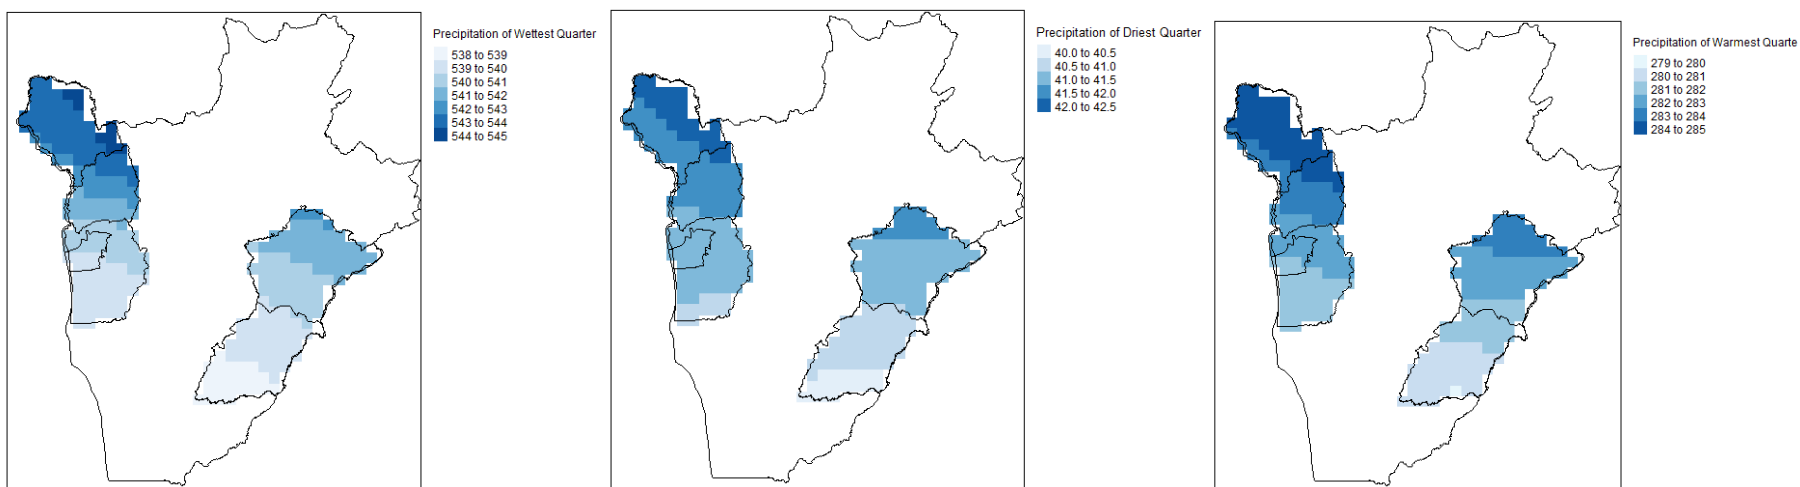 Precipitation of Wettest Quarter
538 to 539
539 to 540
540 to 541
541 to 542
542 to 543
543 to 544
544 to 545
Precipitation of Driest Quarter
40.0 to 40.5
40.5 to 41.0
41.0 to 41.5
41.5 to 42.0
42.0 to 42.5
Precipitation of Warmest Quarte
279 to 280
280 to 281
281 to 282
282 to 283
283 to 284
284 to 285